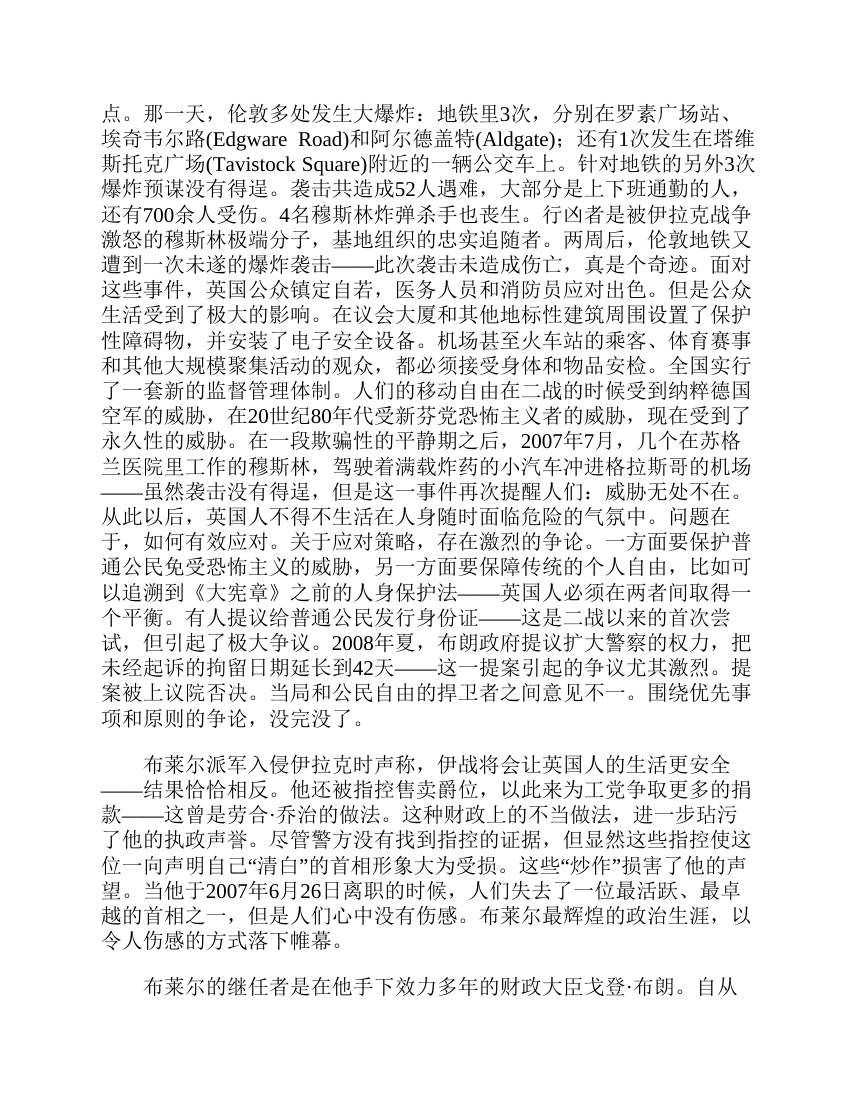 点。那一天，伦敦多处发生大爆炸：地铁里3次，分别在罗素广场站、
埃奇韦尔路(Edgware Road)和阿尔德盖特(Aldgate)；还有1次发生在塔维
斯托克广场(Tavistock Square)附近的一辆公交车上。针对地铁的另外3次
爆炸预谋没有得逞。袭击共造成52人遇难，大部分是上下班通勤的人，
还有700余人受伤。4名穆斯林炸弹杀手也丧生。行凶者是被伊拉克战争
激怒的穆斯林极端分子，基地组织的忠实追随者。两周后，伦敦地铁又
遭到一次未遂的爆炸袭击——此次袭击未造成伤亡，真是个奇迹。面对
这些事件，英国公众镇定自若，医务人员和消防员应对出色。但是公众
生活受到了极大的影响。在议会大厦和其他地标性建筑周围设置了保护
性障碍物，并安装了电子安全设备。机场甚至火车站的乘客、体育赛事
和其他大规模聚集活动的观众，都必须接受身体和物品安检。全国实行
了一套新的监督管理体制。人们的移动自由在二战的时候受到纳粹德国
空军的威胁，在20世纪80年代受新芬党恐怖主义者的威胁，现在受到了
永久性的威胁。在一段欺骗性的平静期之后，2007年7月，几个在苏格
兰医院里工作的穆斯林，驾驶着满载炸药的小汽车冲进格拉斯哥的机场
——虽然袭击没有得逞，但是这一事件再次提醒人们：威胁无处不在。
从此以后，英国人不得不生活在人身随时面临危险的气氛中。问题在
于，如何有效应对。关于应对策略，存在激烈的争论。一方面要保护普
通公民免受恐怖主义的威胁，另一方面要保障传统的个人自由，比如可
以追溯到《大宪章》之前的人身保护法——英国人必须在两者间取得一
个平衡。有人提议给普通公民发行身份证——这是二战以来的首次尝
试，但引起了极大争议。2008年夏，布朗政府提议扩大警察的权力，把
未经起诉的拘留日期延长到42天——这一提案引起的争议尤其激烈。提
案被上议院否决。当局和公民自由的捍卫者之间意见不一。围绕优先事
项和原则的争论，没完没了。
布莱尔派军入侵伊拉克时声称，伊战将会让英国人的生活更安全
——结果恰恰相反。他还被指控售卖爵位，以此来为工党争取更多的捐
款——这曾是劳合·乔治的做法。这种财政上的不当做法，进一步玷污
了他的执政声誉。尽管警方没有找到指控的证据，但显然这些指控使这
位一向声明自己“清白”的首相形象大为受损。这些“炒作”损害了他的声
望。当他于2007年6月26日离职的时候，人们失去了一位最活跃、最卓
越的首相之一，但是人们心中没有伤感。布莱尔最辉煌的政治生涯，以
令人伤感的方式落下帷幕。
布莱尔的继任者是在他手下效力多年的财政大臣戈登·布朗。自从